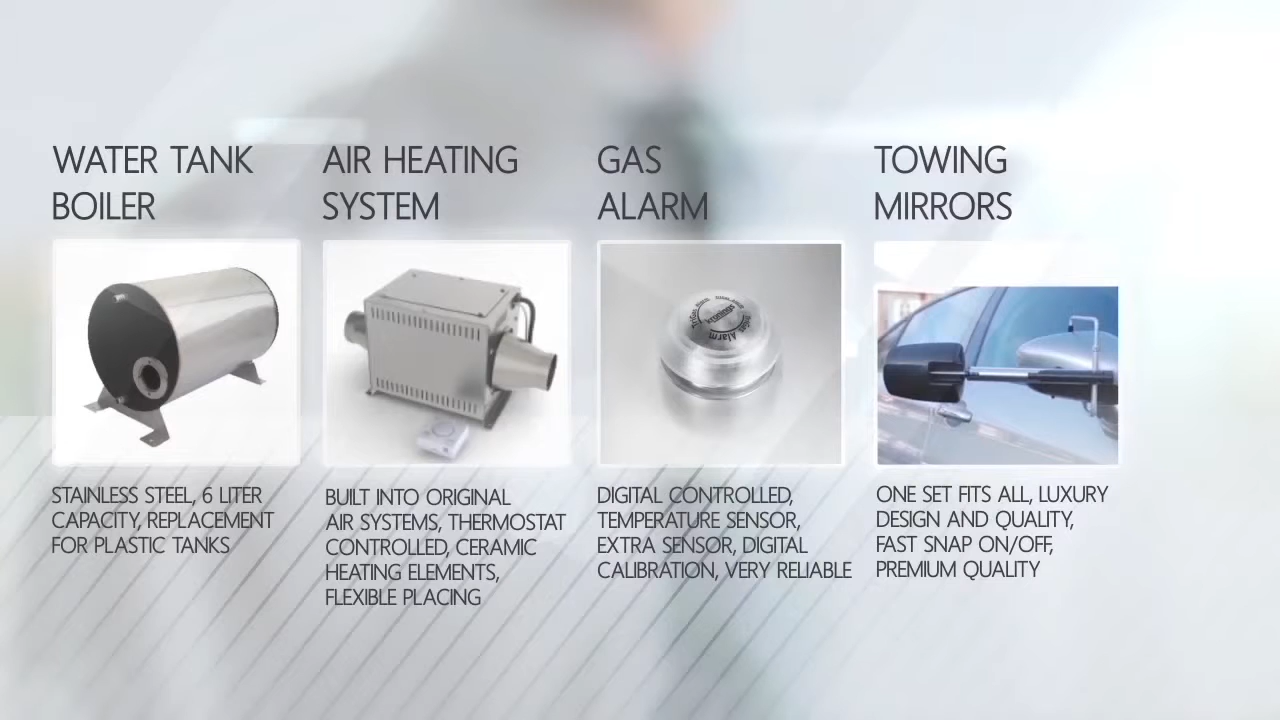 WATER TANK
BOILER
STAINLESS STEEL, 6 LITER
CAPACITY, REPLACEMENT
FOR PLASTIC TANKS
AIR HEATING
SYSTEM
BUILT INTO ORIGINAL
AIR SYSTEMS, THERMOSTAT
CONTROLLED, CERAMIC
HEATING ELEMENTS,
FLEXIBLE PLACING
GAS
ALARM
Alarm
DIGITAL CONTROLLED,
TEMPERATURE SENSOR,
EXTRA SENSOR, DIGITAL
CALIBRATION, VERY RELIABLE
TOWING
MIRRORS
ONE SET FITS ALL, LUXURY
DESIGN AND QUALITY,
FAST SNAP ON/OFF,
PREMIUM QUALITY